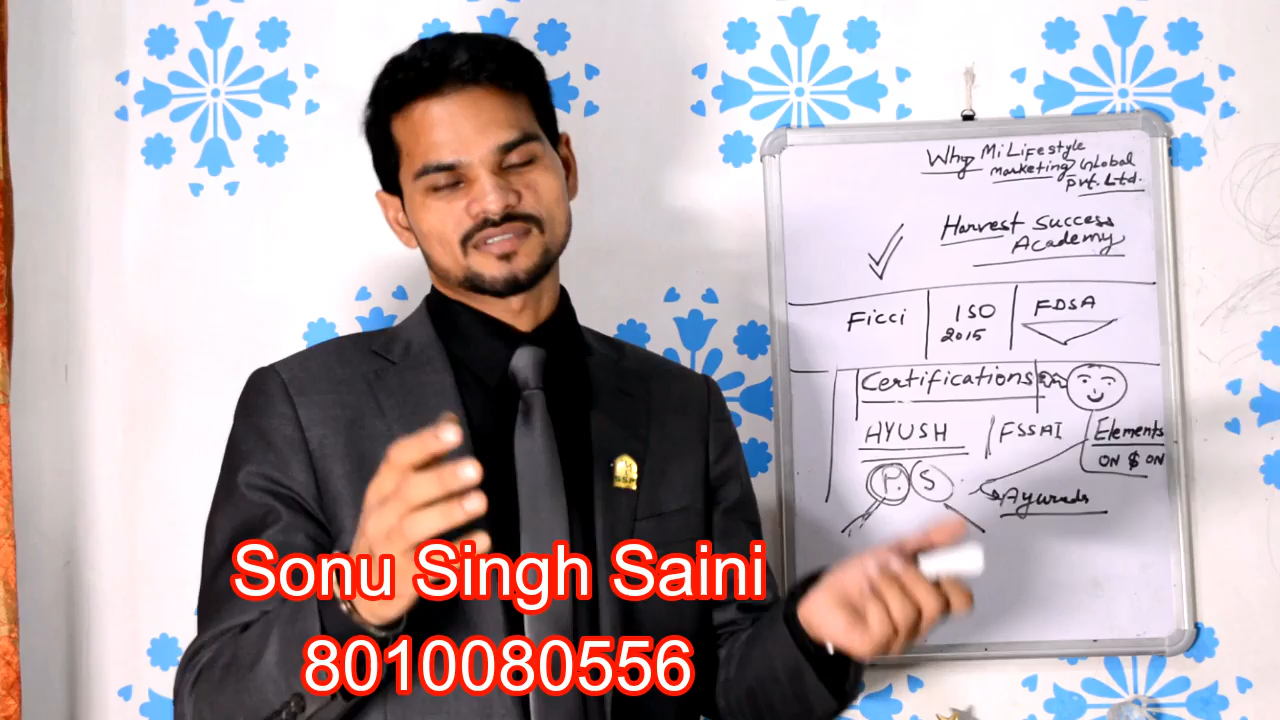 Why Mi Lifestyle
marketing Global
Pvt. Ltd.
Harvest Success
Academy
Ficci
ISO
2015
FDSA
Certifications
AYUSH
FSSAI
Elements
ON $ ON
P. S
Sonu Singh Saini
8010080556